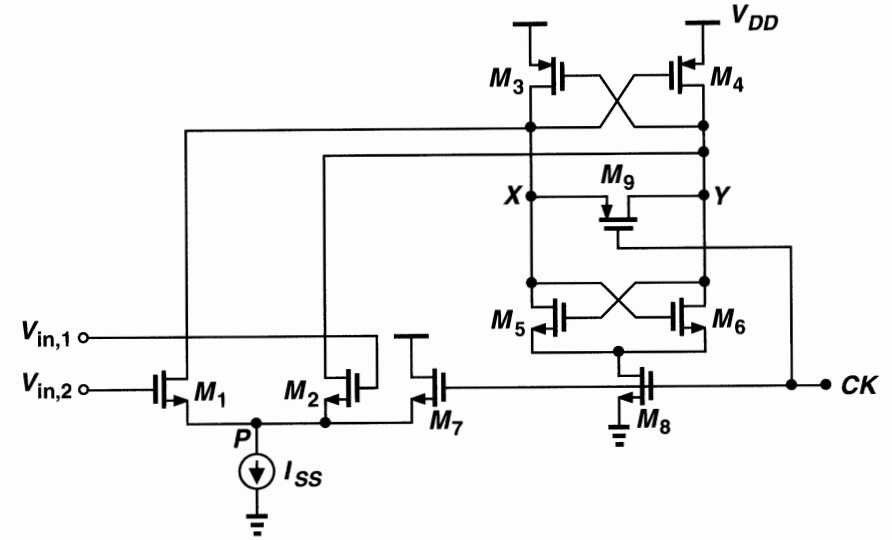 V_DD
M_3
M_4
M_9
X
Y
M_5
M_6
V_in,1
V_in,2
M_1
M_2
CK
M_7
M_8
P
I_SS